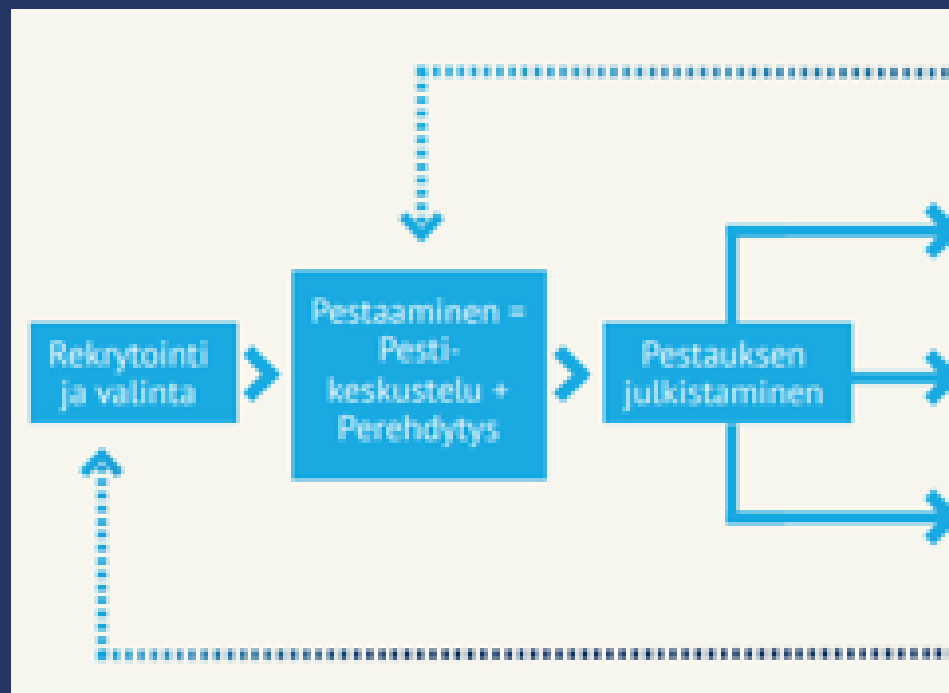 Rekrytointi
ja valinta
Pestaaminen =
Pesti-
keskustelu +
Perehdytys
Pestauksen
julkistaminen